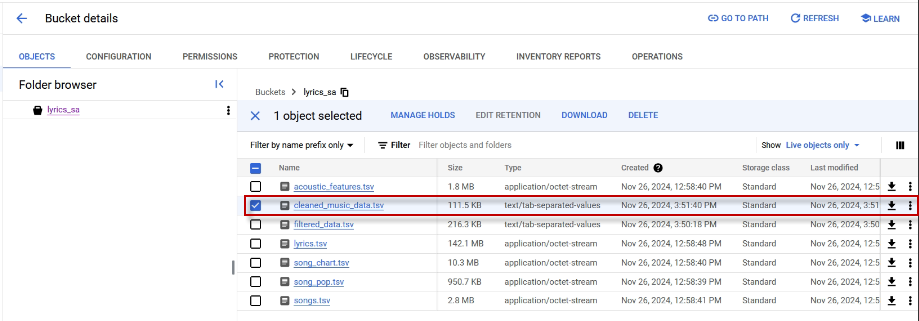 Bucket details
GO TO PATH REFRESH LEARN
OBJECTS CONFIGURATION PERMISSIONS PROTECTION LIFECYCLE OBSERVABILITY INVENTORY REPORTS OPERATIONS
Folder browser
lyrics_sa
Buckets > lyrics_sa
1 object selected MANAGE HOLDS EDIT RETENTION DOWNLOAD DELETE
Filter by name prefix only Filter Filter objects and folders Show Live objects only
Name Size Type Created Storage class Last modified
acoustic_features.tsv 1.8 MB application/octet-stream Nov 26, 2024, 12:58:40 PM Standard Nov 26, 2024, 12:5
cleaned_music_data.tsv 111.5 KB text/tab-separated-values Nov 26, 2024, 3:51:40 PM Standard Nov 26, 2024, 3:51
filtered_data.tsv 216.3 KB text/tab-separated-values Nov 26, 2024, 3:50:18 PM Standard Nov 26, 2024, 3:50
lyrics.tsv 142.1 MB application/octet-stream Nov 26, 2024, 12:58:48 PM Standard Nov 26, 2024, 12:5
song_chart.tsv 10.3 MB application/octet-stream Nov 26, 2024, 12:58:40 PM Standard Nov 26, 2024, 12:5
song_pop.tsv 950.7 KB application/octet-stream Nov 26, 2024, 12:58:39 PM Standard Nov 26, 2024, 12:5
songs.tsv 2.8 MB application/octet-stream Nov 26, 2024, 12:58:41 PM Standard Nov 26, 2024, 12:5